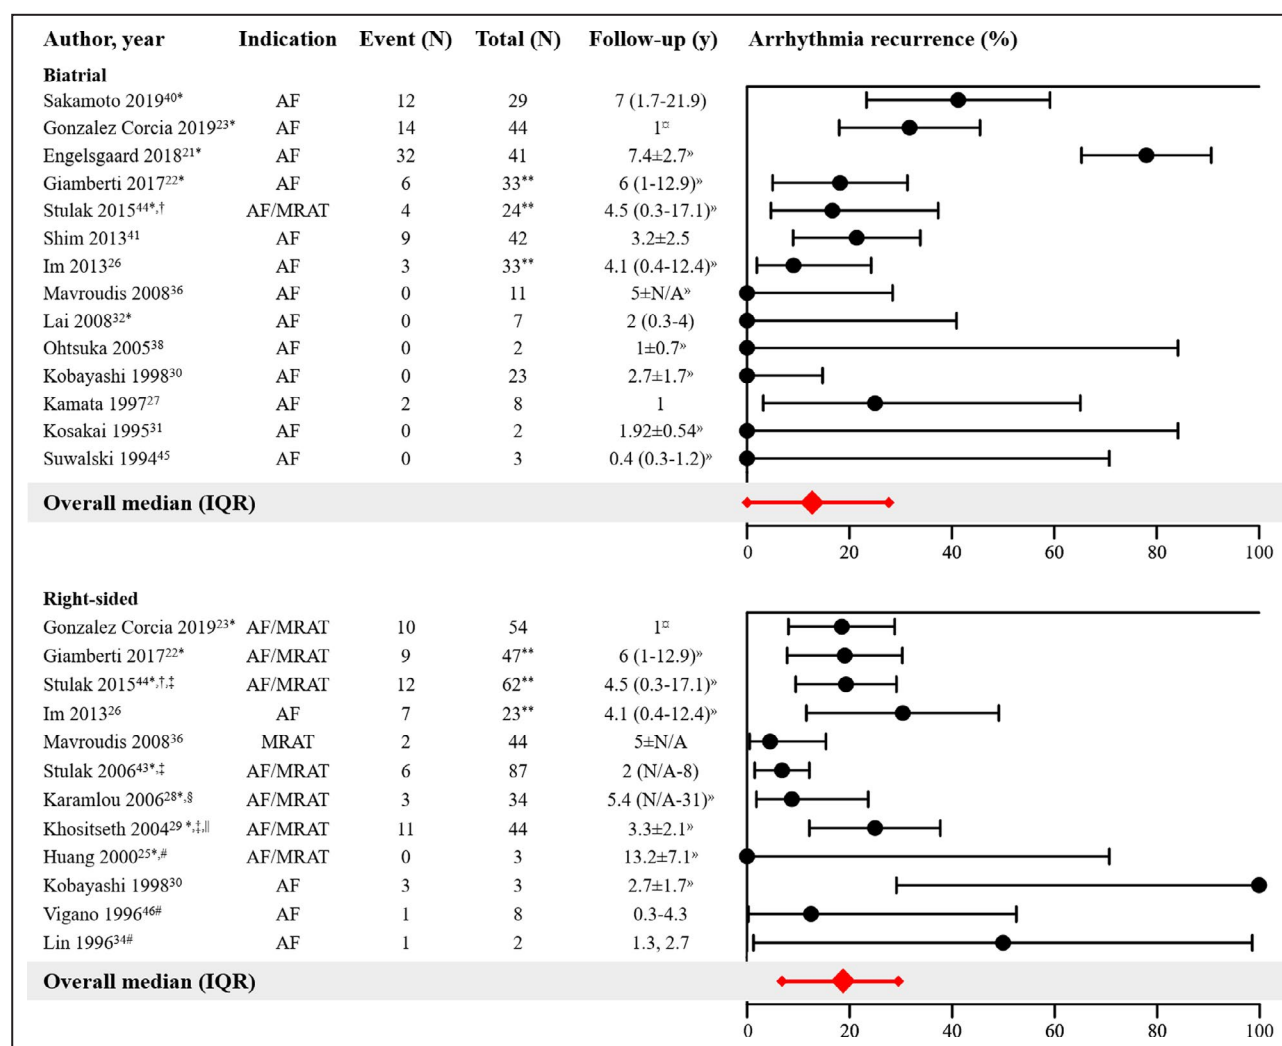 Author, year Indication Event (N) Total (N) Follow-up (y) Arrhythmia recurrence (%)
Biatrial
Sakamoto 2019⁴⁰* AF 12 29 7 (1.7-21.9)
Gonzalez Corcia 2019²³* AF 14 44 1¤
Engelsgaard 2018²¹* AF 32 41 7.4±2.7»
Giamberti 2017²²* AF 6 33** 6 (1-12.9)»
Stulak 2015⁴⁴*,† AF/MRAT 4 24** 4.5 (0.3-17.1)»
Shim 2013⁴¹ AF 9 42 3.2±2.5
Im 2013²⁶ AF 3 33** 4.1 (0.4-12.4)»
Mavroudis 2008³⁶ AF 0 11 5±N/A»
Lai 2008³²* AF 0 7 2 (0.3-4)
Ohtsuka 2005³⁸ AF 0 2 1±0.7»
Kobayashi 1998³⁰ AF 0 23 2.7±1.7»
Kamata 1997²⁷ AF 2 8 1
Kosakai 1995³¹ AF 0 2 1.92±0.54»
Suwalski 1994⁴⁵ AF 0 3 0.4 (0.3-1.2)»
Overall median (IQR)
0 20 40 60 80 100
Right-sided
Gonzalez Corcia 2019²³* AF/MRAT 10 54 1¤
Giamberti 2017²²* AF/MRAT 9 47** 6 (1-12.9)»
Stulak 2015⁴⁴*,†,‡ AF/MRAT 12 62** 4.5 (0.3-17.1)»
Im 2013²⁶ AF 7 23** 4.1 (0.4-12.4)»
Mavroudis 2008³⁶ MRAT 2 44 5±N/A
Stulak 2006⁴³*,‡ AF/MRAT 6 87 2 (N/A-8)
Karamlou 2006²⁸*,§ AF/MRAT 3 34 5.4 (N/A-31)»
Khositseth 2004²⁹ *,‡,|| AF/MRAT 11 44 3.3±2.1»
Huang 2000²⁵*,# AF/MRAT 0 3 13.2±7.1»
Kobayashi 1998³⁰ AF 3 3 2.7±1.7»
Vigano 1996⁴⁶# AF 1 8 0.3-4.3
Lin 1996³⁴# AF 1 2 1.3, 2.7
Overall median (IQR)
0 20 40 60 80 100